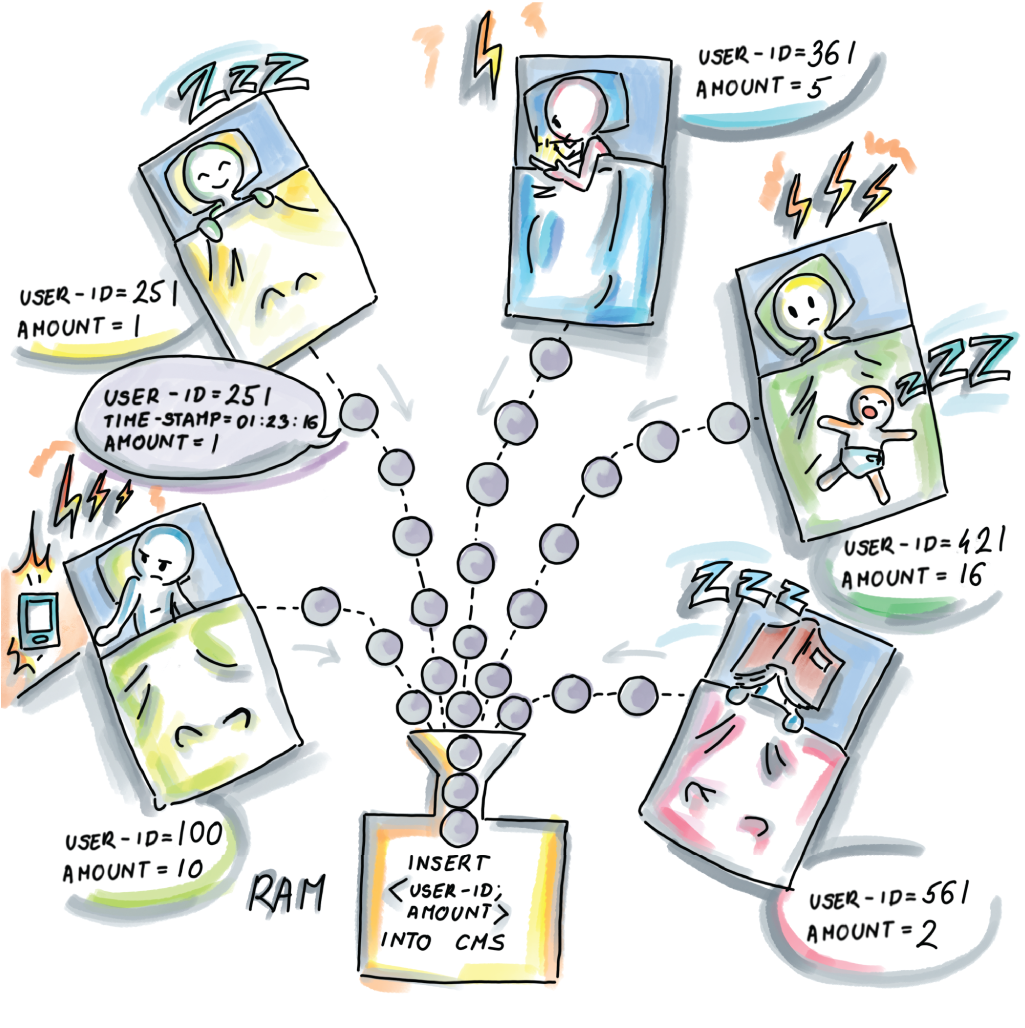 ZZZ
USER-ID=361
AMOUNT=5
USER-ID=251
AMOUNT=1
USER-ID=251
TIME-STAMP=01:23:16
AMOUNT=1
ZZZ
USER-ID=421
AMOUNT=16
ZZZ
USER-ID=100
AMOUNT=10
RAM
INSERT
<USER-ID;
AMOUNT>
INTO CMS
USER-ID=561
AMOUNT=2